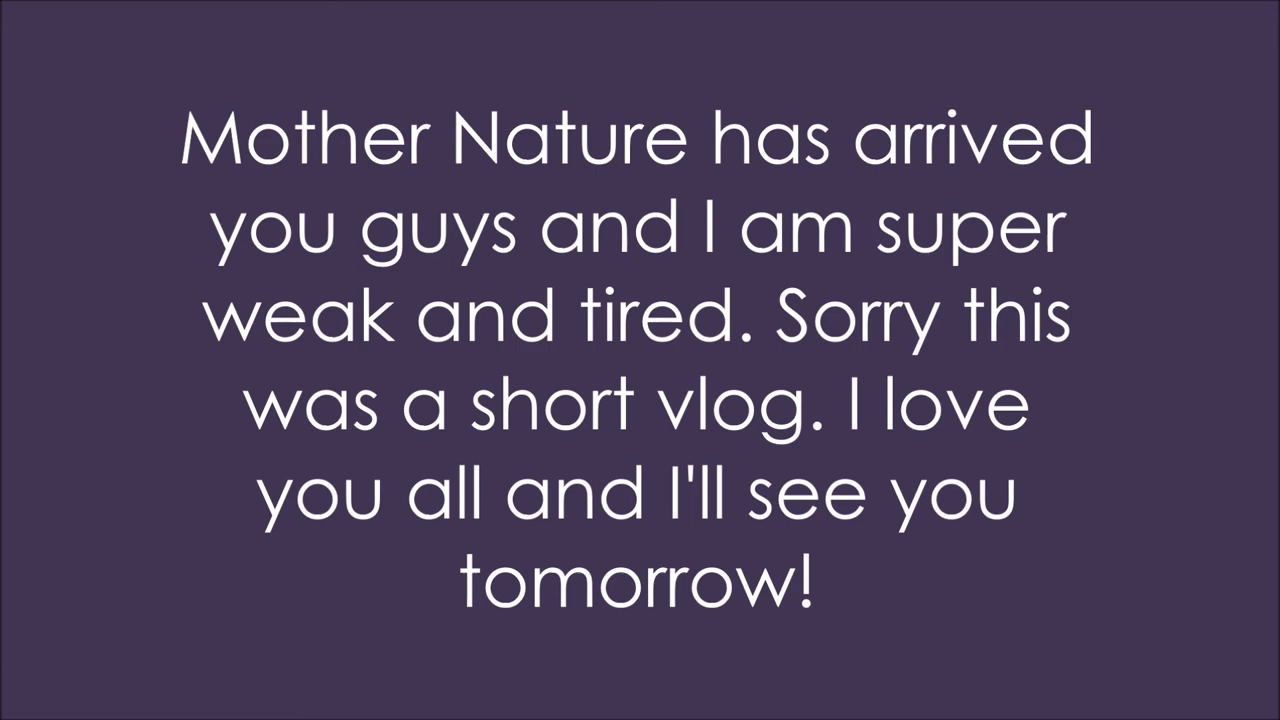 Mother Nature has arrived
you guys and I am super
weak and tired. Sorry this
was a short vlog. I love
you all and I'll see you
tomorrow!